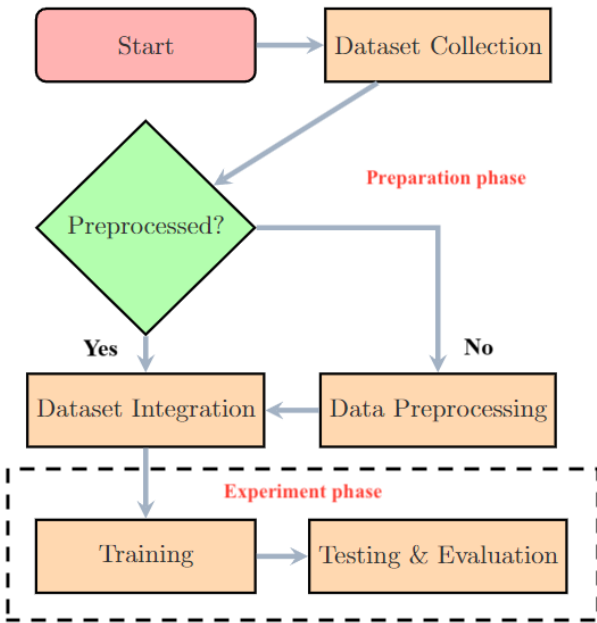 Start
Dataset Collection
Preparation phase
Preprocessed?
Yes
No
Dataset Integration
Data Preprocessing
Experiment phase
Training
Testing & Evaluation